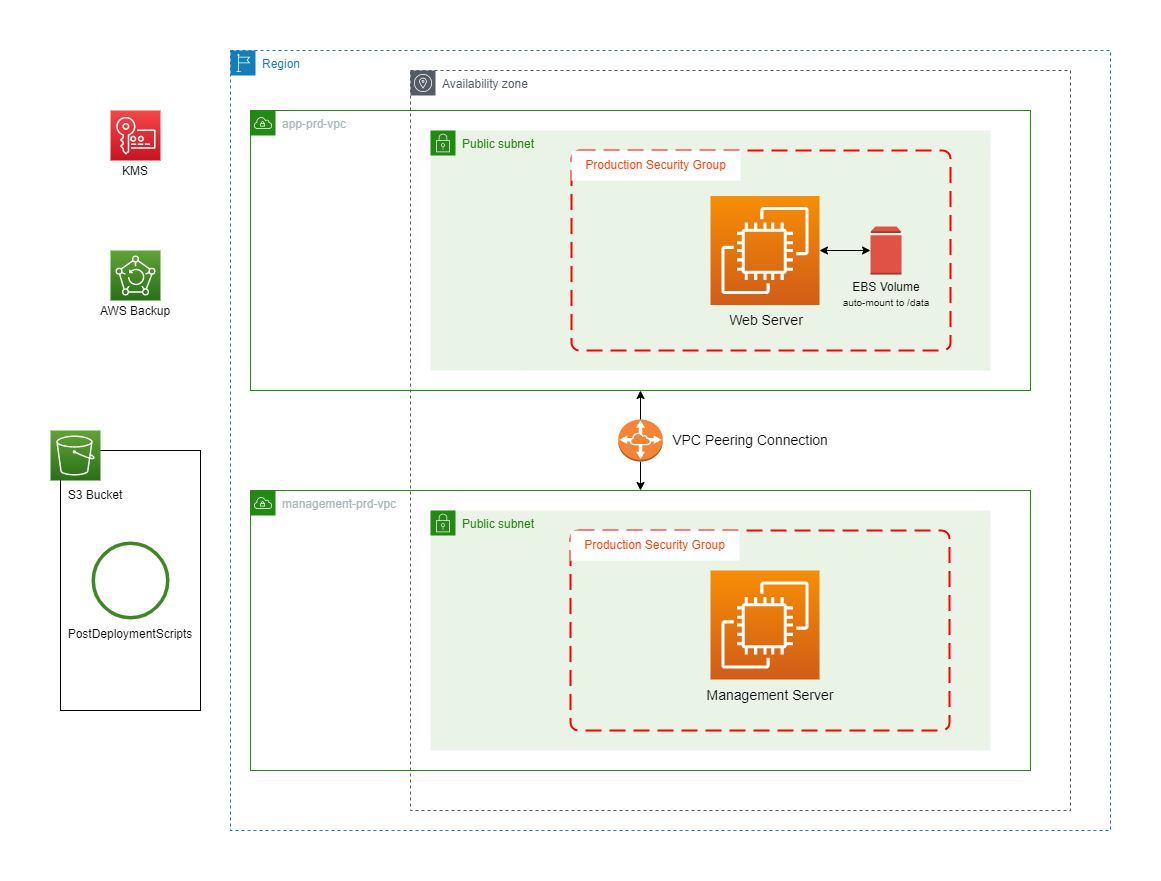 Region
Availability zone
app-prd-vpc
KMS
Public subnet
Production Security Group
AWS Backup
EBS Volume
auto-mount to /data
Web Server
VPC Peering Connection
S3 Bucket
management-prd-vpc
Public subnet
Production Security Group
PostDeploymentScripts
Management Server